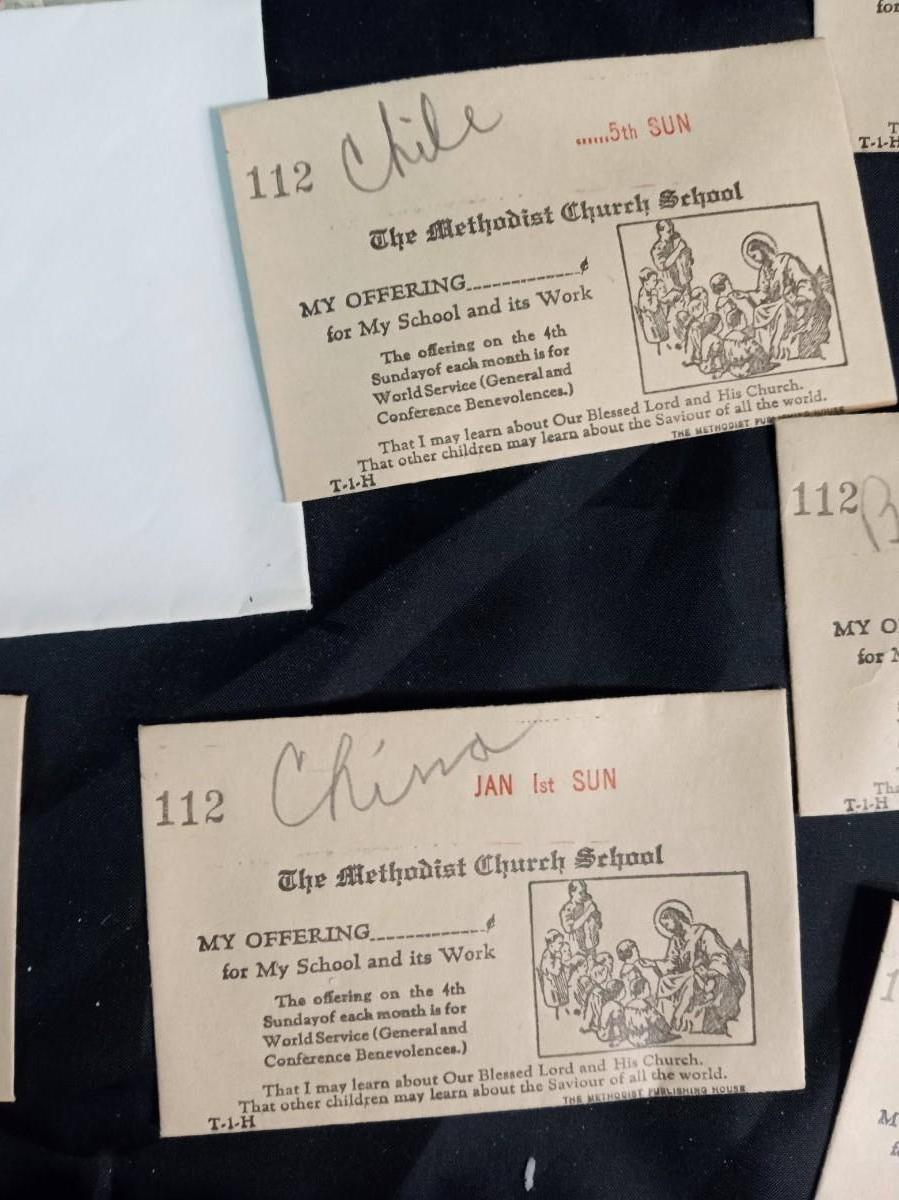 for
T-1-H
112 Chile ......5th SUN
The Methodist Church School
MY OFFERING............¢
for My School and its Work
The offering on the 4th
Sundayof each month is for
World Service (General and
Conference Benevolences.)
That I may learn about Our Blessed Lord and His Church.
That other children may learn about the Saviour of all the world.
THE METHODIST PUBLISHING HOUSE
T-1-H
112 B
MY O
for
T-1-H
112 China JAN 1st SUN
The Methodist Church School
MY OFFERING............¢
for My School and its Work
The offering on the 4th
Sundayof each month is for
World Service (General and
Conference Benevolences.)
That I may learn about Our Blessed Lord and His Church.
That other children may learn about the Saviour of all the world.
THE METHODIST PUBLISHING HOUSE
T-1-H